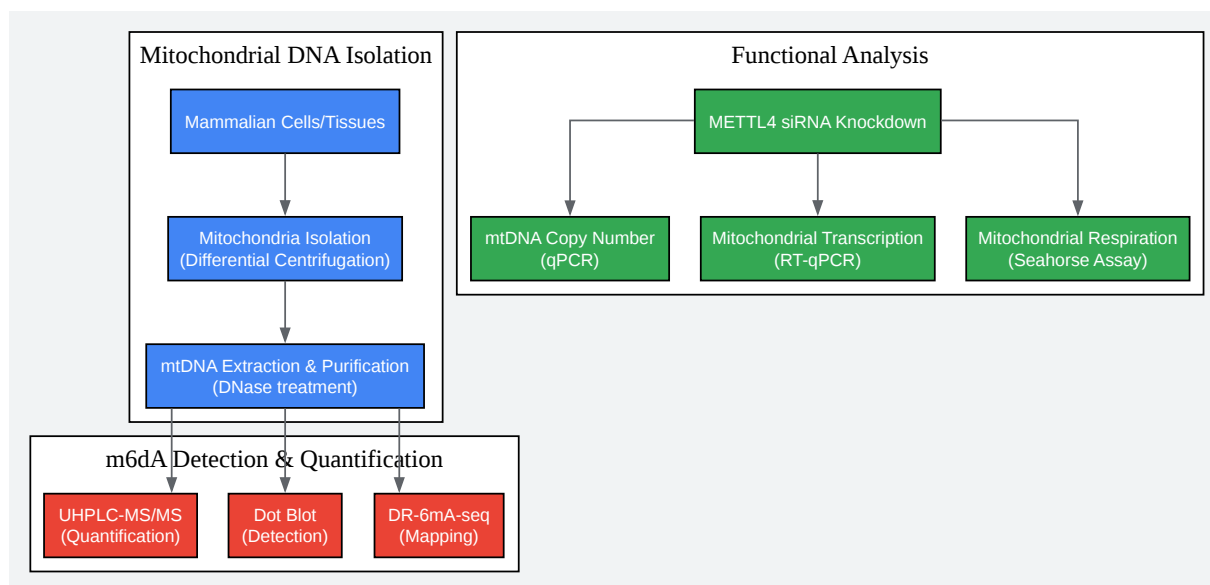 Mitochondrial DNA Isolation
Mammalian Cells/Tissues
Mitochondria Isolation
(Differential Centrifugation)
mtDNA Extraction & Purification
(DNase treatment)
Functional Analysis
METTL4 siRNA Knockdown
mtDNA Copy Number
(qPCR)
Mitochondrial Transcription
(RT-qPCR)
Mitochondrial Respiration
(Seahorse Assay)
m6dA Detection & Quantification
UHPLC-MS/MS
(Quantification)
Dot Blot
(Detection)
DR-6mA-seq
(Mapping)